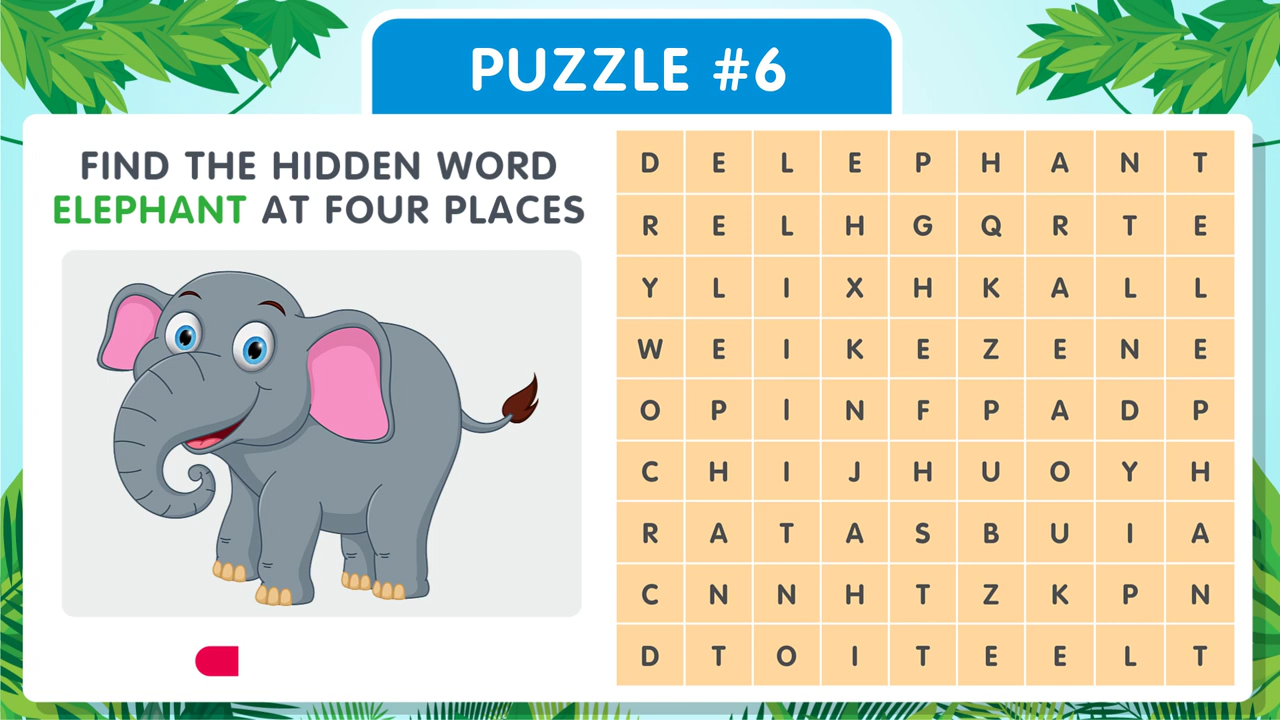 PUZZLE #6
FIND THE HIDDEN WORD
ELEPHANT AT FOUR PLACES
D E L E P H A N T
R E L H G Q R T E
Y L I X H K A L L
W E I K E Z E N E
O P I N F P A D P
C H I J H U O Y H
R A T A S B U I A
C N N H T Z K P N
D T O I T E E L T